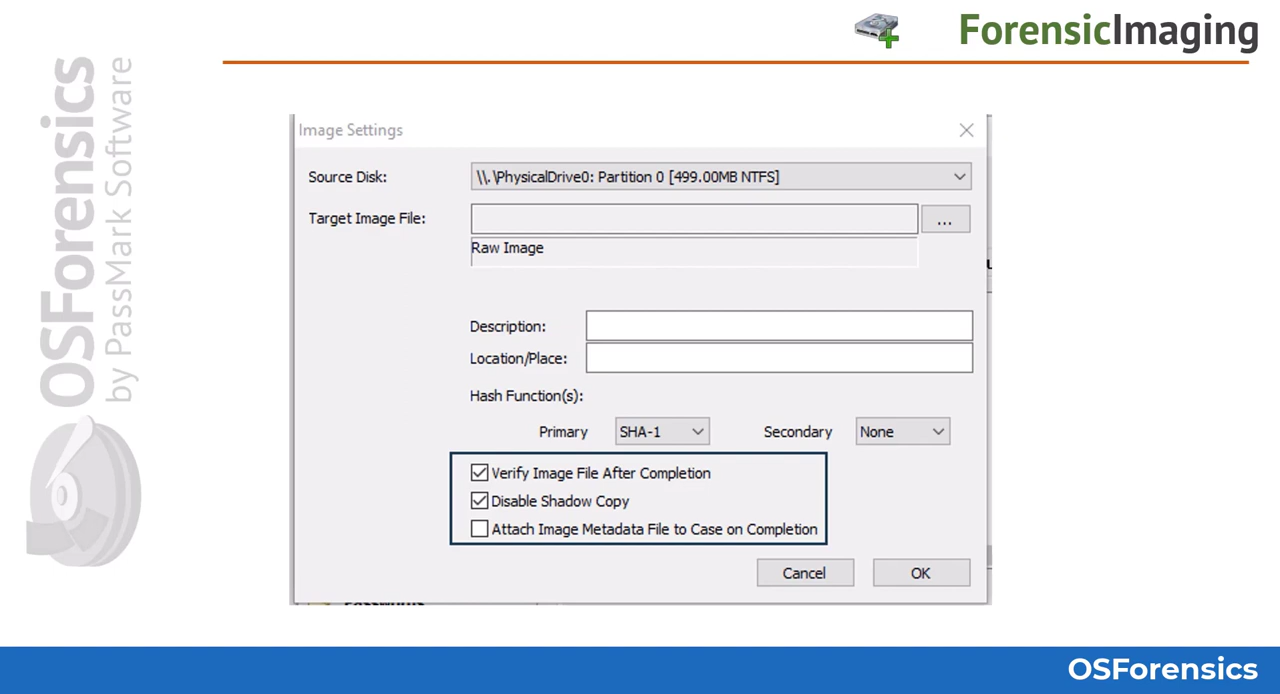 ForensicImaging
OSForensics
by PassMark Software
Image Settings
Source Disk: \\.\PhysicalDrive0: Partition 0 [499.00MB NTFS]
Target Image File: ...
Raw Image
Description:
Location/Place:
Hash Function(s):
Primary SHA-1 Secondary None
Verify Image File After Completion
Disable Shadow Copy
Attach Image Metadata File to Case on Completion
Cancel OK
OSForensics